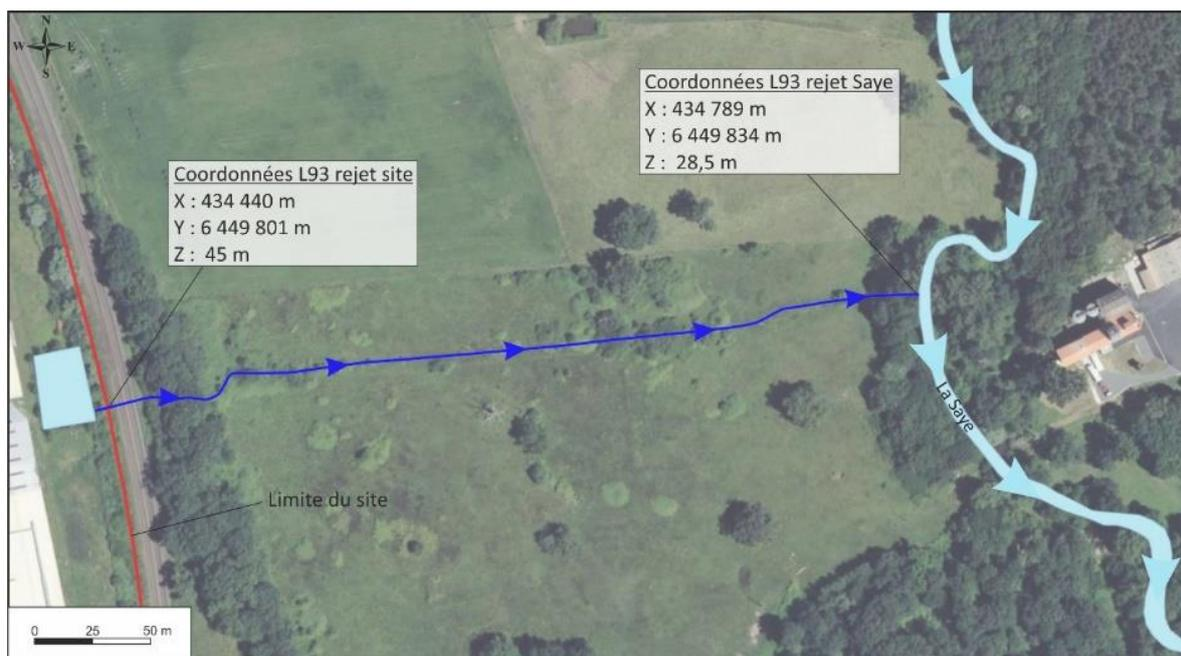 N
W E
S
Coordonnées L93 rejet site
X : 434 440 m
Y : 6 449 801 m
Z : 45 m
Coordonnées L93 rejet Saye
X : 434 789 m
Y : 6 449 834 m
Z : 28,5 m
La Saye
Limite du site
0 25 50 m